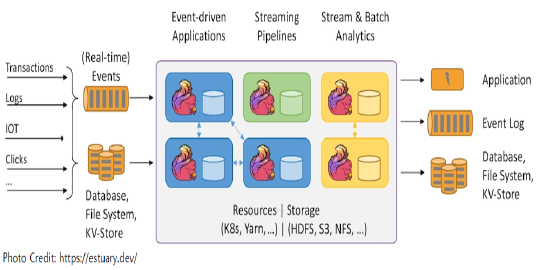 Event-driven
Applications
Streaming
Pipelines
Stream & Batch
Analytics
Transactions
Logs
IOT
Clicks
...
(Real-time)
Events
Database,
File System,
KV-Store
Resources | Storage
(K8s, Yarn,...) | (HDFS, S3, NFS, ...)
Application
Event Log
Database,
File System,
KV-Store
Photo Credit: https://estuary.dev/